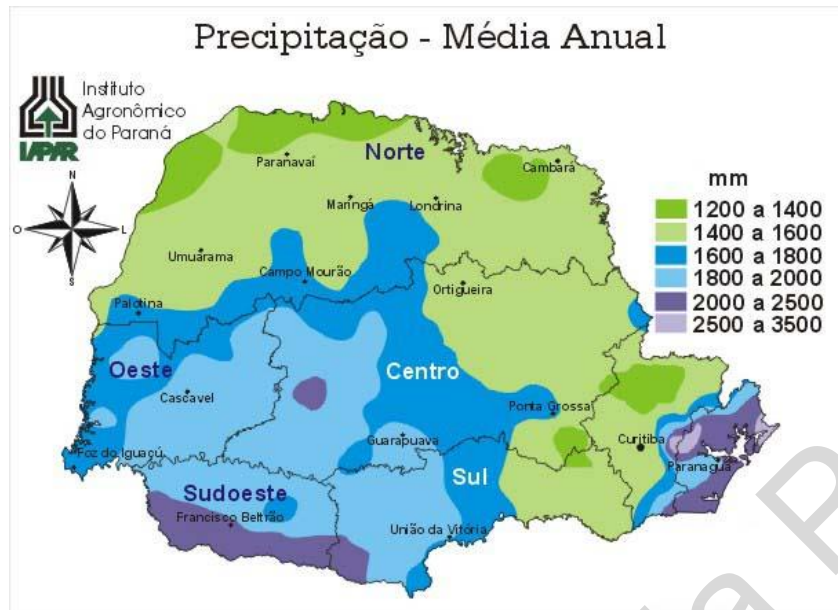 Precipitação - Média Anual
Instituto
Agronômico
do Paraná
IAPAR
N
O
L
S
mm
1200 a 1400
1400 a 1600
1600 a 1800
1800 a 2000
2000 a 2500
2500 a 3500
Paranavaí
Norte
Cambará
Maringá
Londrina
Umuarama
Campo Mourão
Ortigueira
Palotina
Oeste
Centro
Cascavel
Ponta Grossa
Guarapuava
Curitiba
Foz do Iguaçú
Paranaguá
Sul
Sudoeste
Francisco Beltrão
União da Vitória
a P